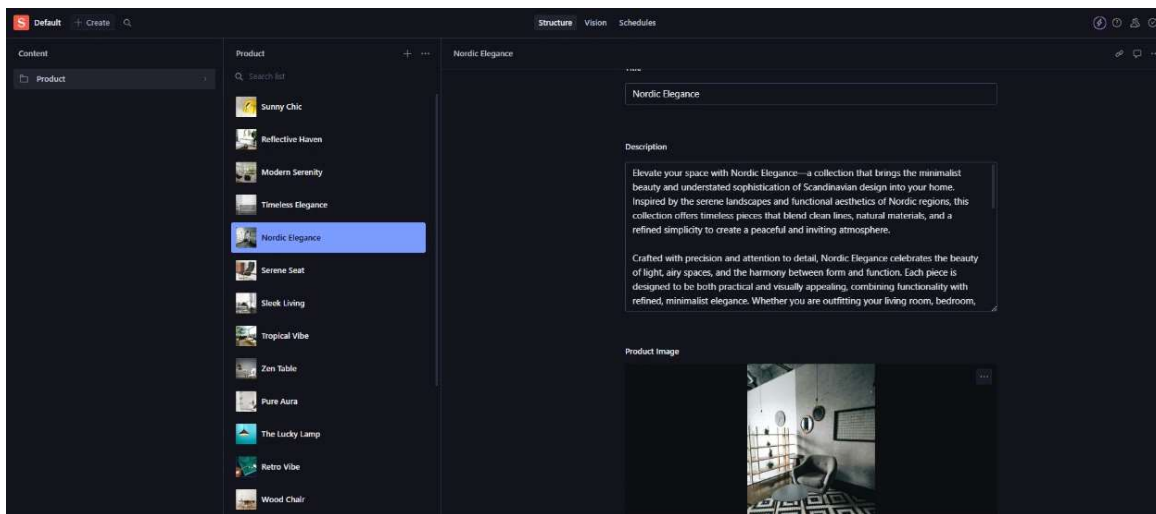 S Default + Create
Structure Vision Schedules
Content
Product
Product
Search list
Sunny Chic
Reflective Haven
Modern Serenity
Timeless Elegance
Nordic Elegance
Serene Seat
Sleek Living
Tropical Vibe
Zen Table
Pure Aura
The Lucky Lamp
Retro Vibe
Wood Chair
Nordic Elegance
Nordic Elegance
Description
Elevate your space with Nordic Elegance—a collection that brings the minimalist
beauty and understated sophistication of Scandinavian design into your home.
Inspired by the serene landscapes and functional aesthetics of Nordic regions, this
collection offers timeless pieces that blend clean lines, natural materials, and a
refined simplicity to create a peaceful and inviting atmosphere.
Crafted with precision and attention to detail, Nordic Elegance celebrates the beauty
of light, airy spaces, and the harmony between form and function. Each piece is
designed to be both practical and visually appealing, combining functionality with
refined, minimalist elegance. Whether you are outfitting your living room, bedroom,
Product Image